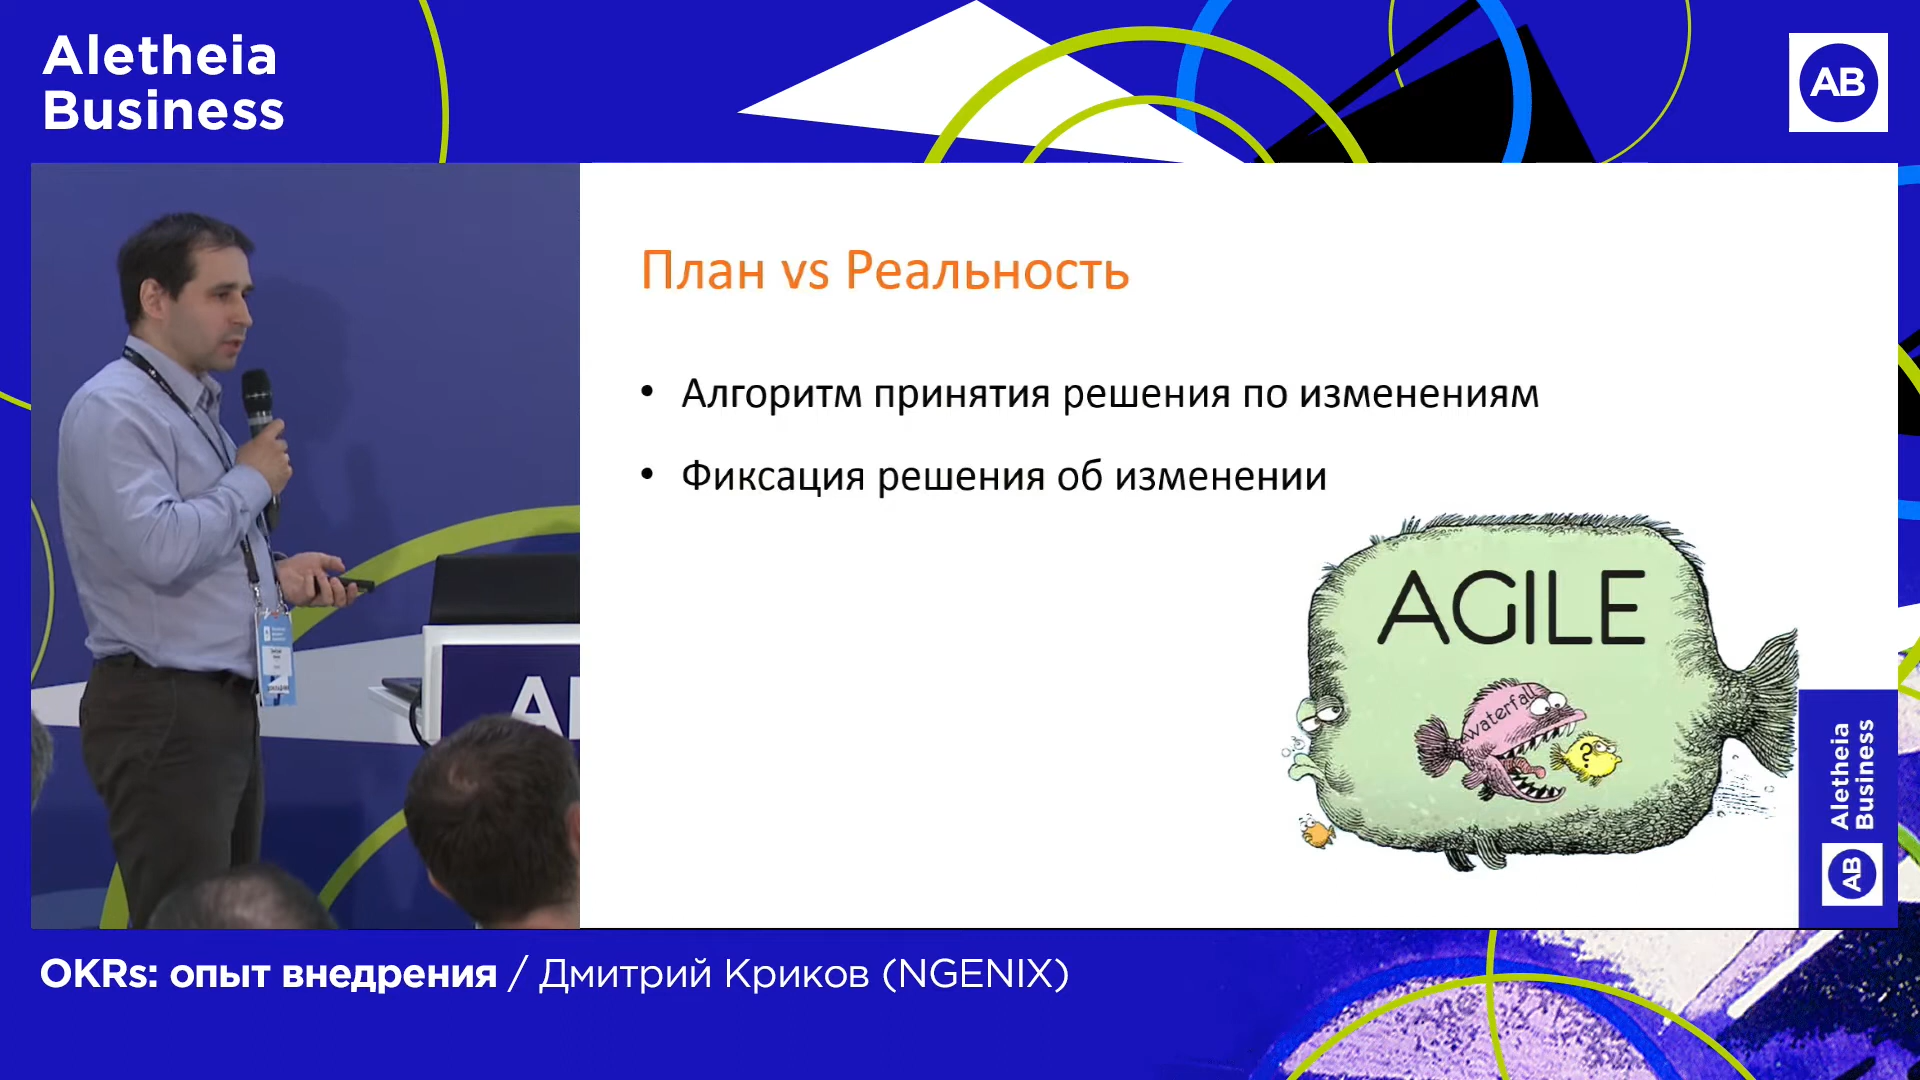 Aletheia
Business
AB
План vs Реальность
• Алгоритм принятия решения по изменениям
• Фиксация решения об изменении
AGILE
waterfall
?
Aletheia
Business
AB
A
OKRs: опыт внедрения / Дмитрий Криков (NGENIX)